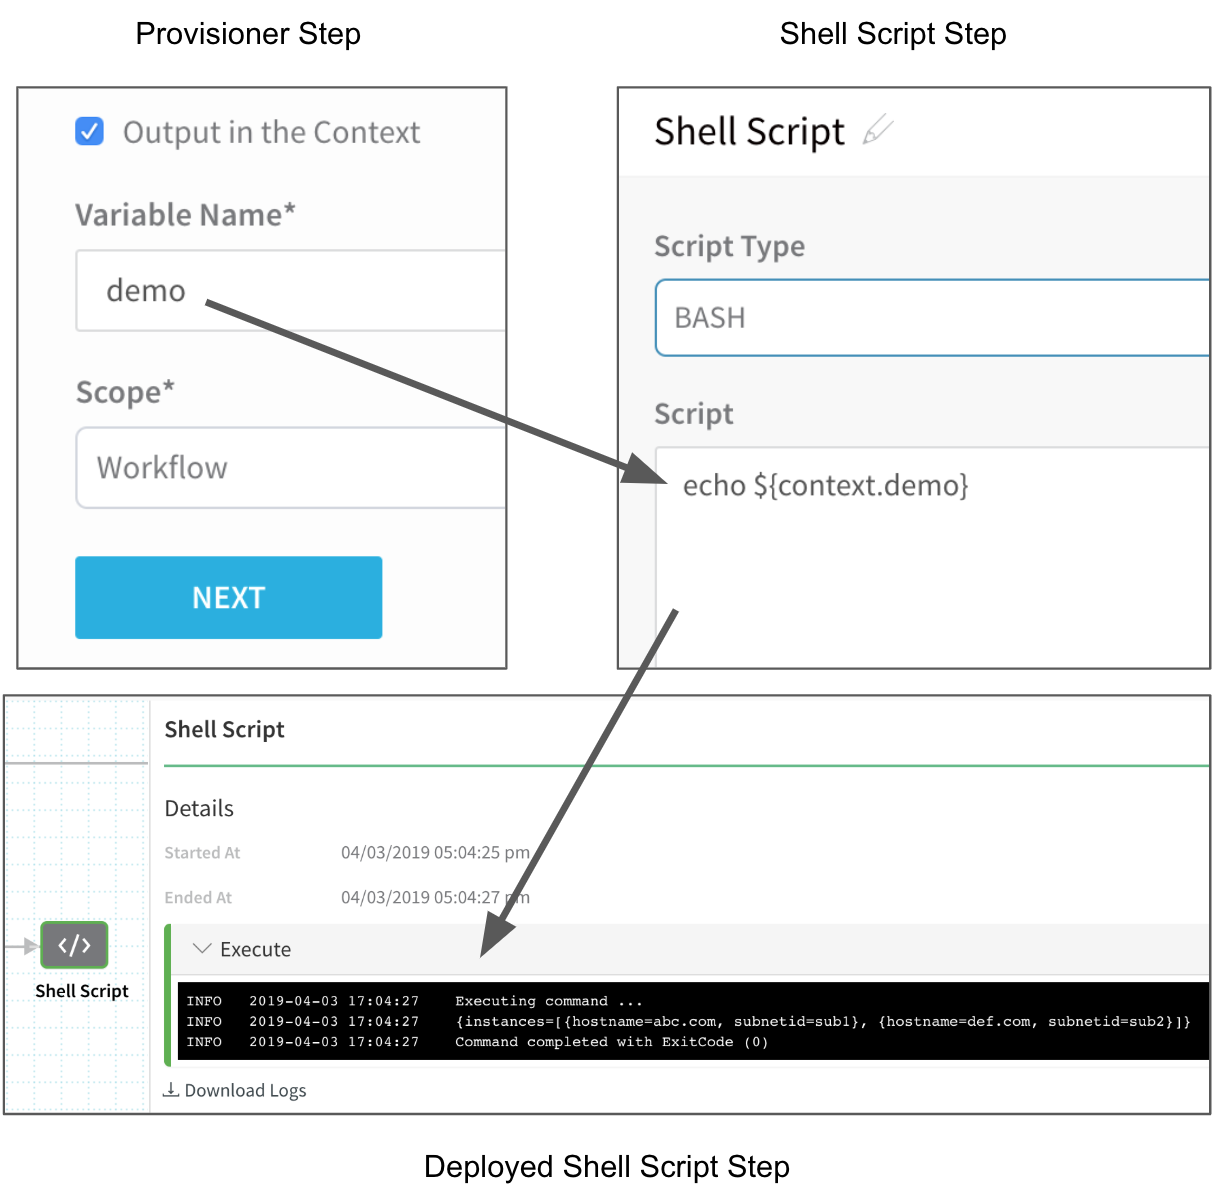 Provisioner Step
Shell Script Step
Output in the Context
Variable Name*
demo
Scope*
Workflow
NEXT
Shell Script
Script Type
BASH
Script
echo ${context.demo}
Shell Script
Shell Script
Details
Started At 04/03/2019 05:04:25 pm
Ended At 04/03/2019 05:04:27 pm
Execute
INFO 2019-04-03 17:04:27 Executing command ...
INFO 2019-04-03 17:04:27 {instances=[{hostname=abc.com, subnetid=sub1}, {hostname=def.com, subnetid=sub2}]}
INFO 2019-04-03 17:04:27 Command completed with ExitCode (0)
Download Logs
Deployed Shell Script Step